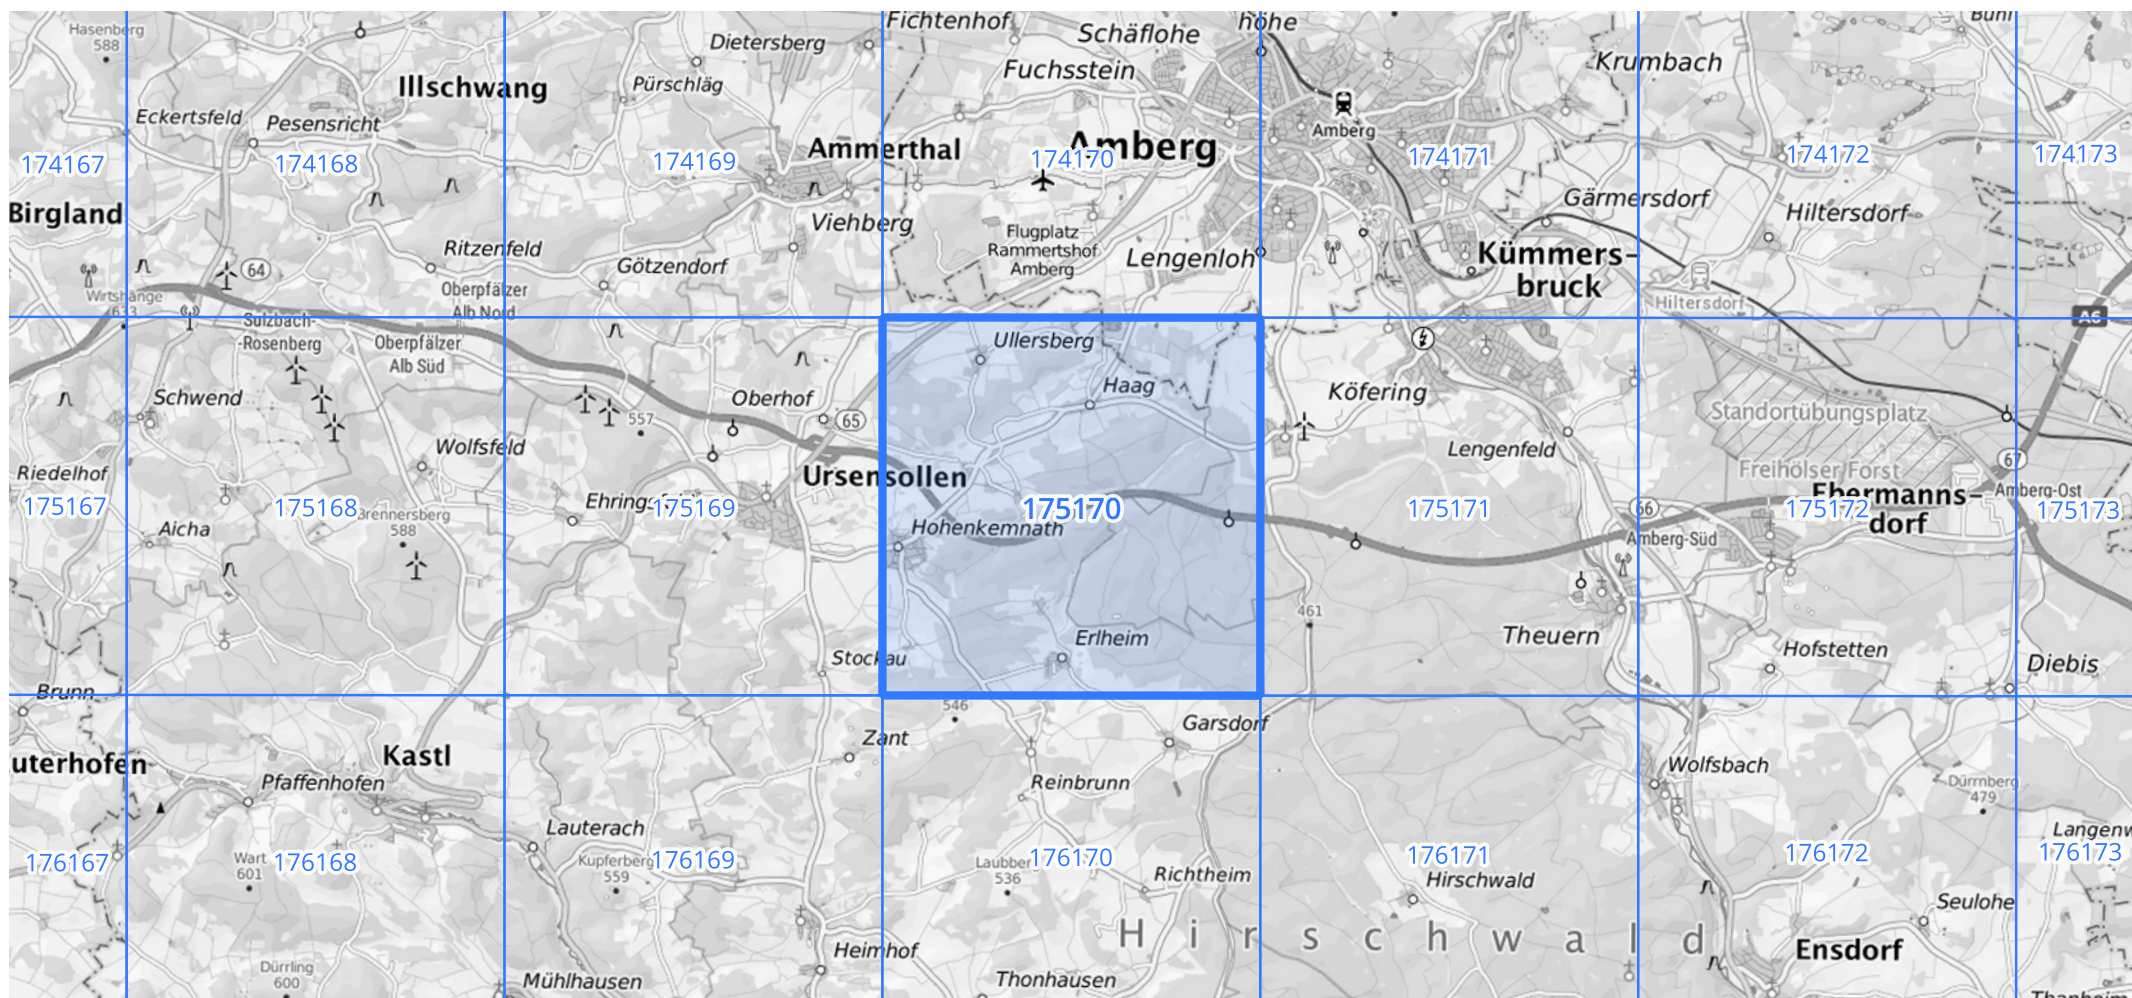 Hasenberg
588
Dietersberg
Fichtenhof
Schäflohe
höhe
Bühl
Illschwang
Pürschläg
Fuchsstein
Krumbach
Eckertsfeld
Pesensricht
Ammerthal
Amberg
Amberg
174167
174168
174169
174170
174171
174172
174173
Birgland
Viehberg
Gärmersdorf
Hiltersdorf
Ritzenfeld
Götzendorf
Flugplatz
Rammertshof
Amberg
Lengenloh
Kümmers-
bruck
64
Wirtshänge
633
Oberpfälzer
Alb Nord
Hiltersdorf
Sulzbach-
-Rosenberg
Oberpfälzer
Alb Süd
A6
Ullersberg
Haag
Schwend
Oberhof
65
557
Köfering
Standortübungsplatz
Wolfsfeld
Lengenfeld
Riedelhof
Ursensollen
Freihölser Forst
67
Ebermanns-
dorf
Amberg-Ost
175167
175168
175169
175170
175171
175172
175173
66
Brennersberg
588
Aicha
Hohenkemnath
Amberg-Süd
461
Erlheim
Theuern
Hofstetten
Stockau
Diebis
Brunn
546
Garsdorf
Zant
uterhofen
Kastl
Pfaffenhofen
Reinbrunn
Wolfsbach
Dürrnberg
479
Lauterach
176167
176168
176169
176170
176171
176172
176173
Wart
601
Kupferberg
559
536
Richtheim
Hirschwald
Seulohe
Hirschwald
Heimhof
Ensdorf
Dürrling
600
Mühlhausen
Thonhausen